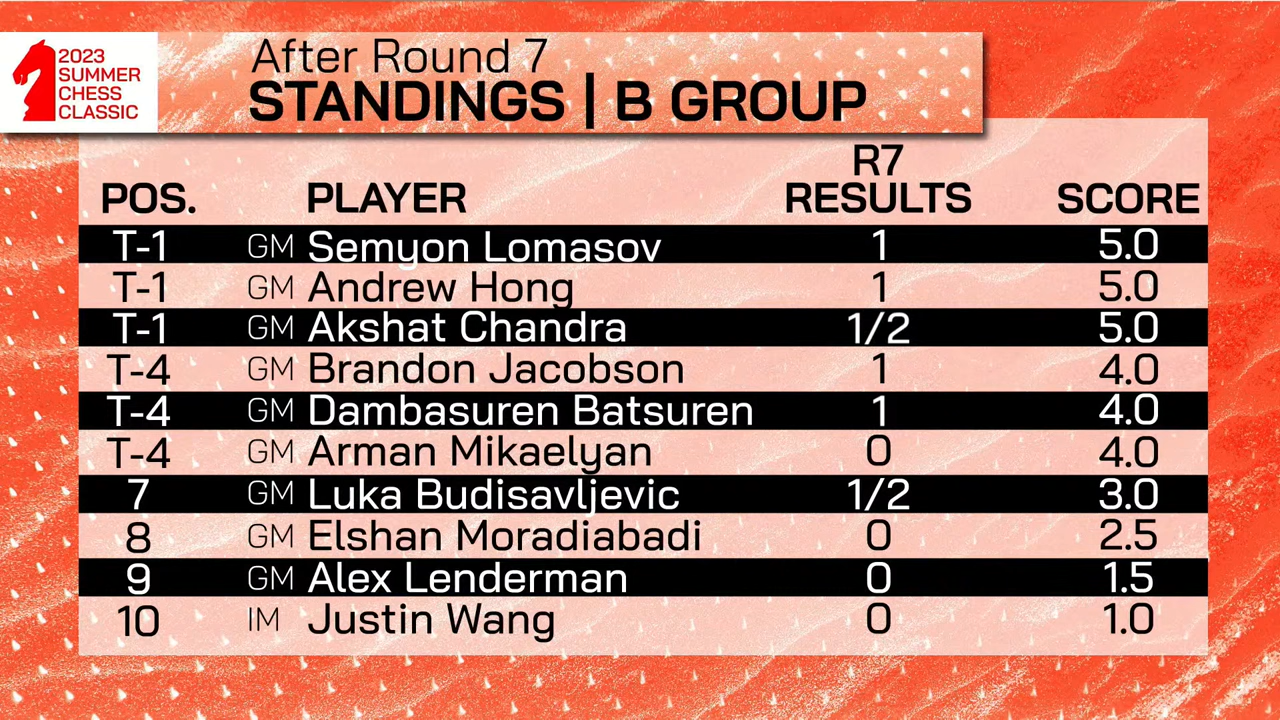 2023
SUMMER
CHESS
CLASSIC
After Round 7
STANDINGS | B GROUP
POS. PLAYER R7 RESULTS SCORE
T-1 GM Semyon Lomasov 1 5.0
T-1 GM Andrew Hong 1 5.0
T-1 GM Akshat Chandra 1/2 5.0
T-4 GM Brandon Jacobson 1 4.0
T-4 GM Dambasuren Batsuren 1 4.0
T-4 GM Arman Mikaelyan 0 4.0
7 GM Luka Budisavljevic 1/2 3.0
8 GM Elshan Moradiabadi 0 2.5
9 GM Alex Lenderman 0 1.5
10 IM Justin Wang 0 1.0